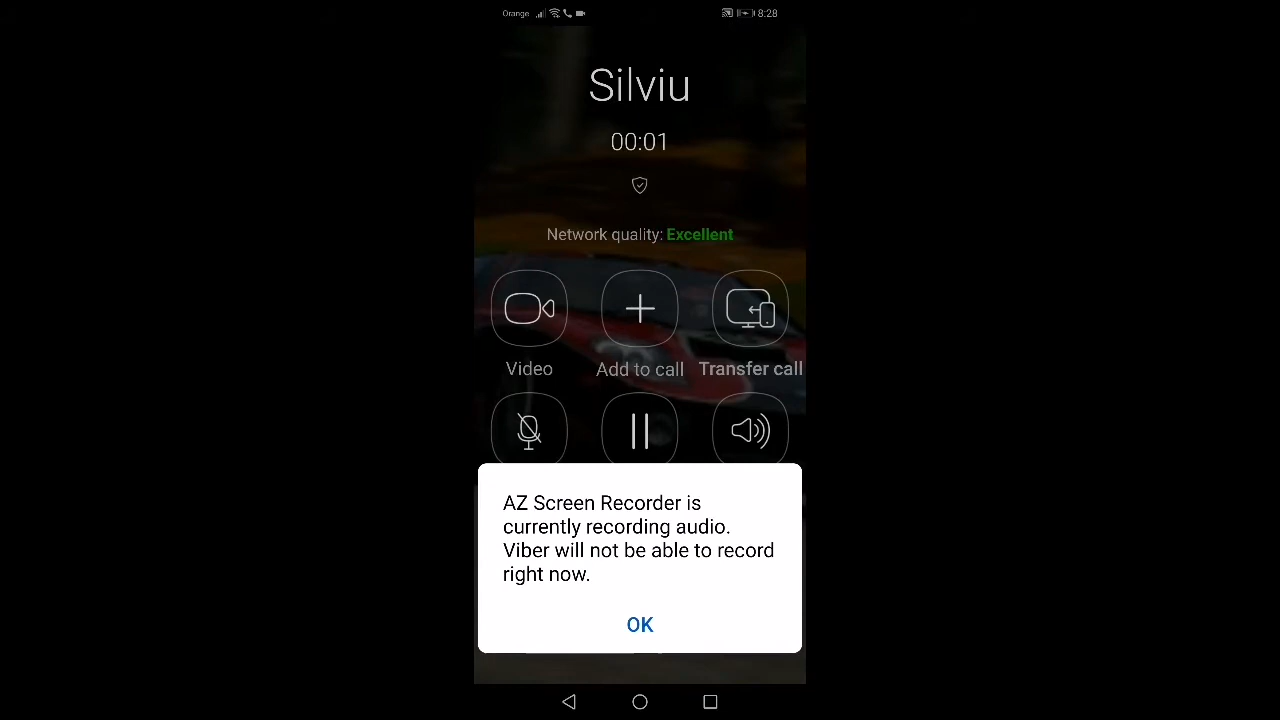 Orange 8:28
Silviu
00:01
Network quality: Excellent
Video Add to call Transfer call
AZ Screen Recorder is
currently recording audio.
Viber will not be able to record
right now.
OK